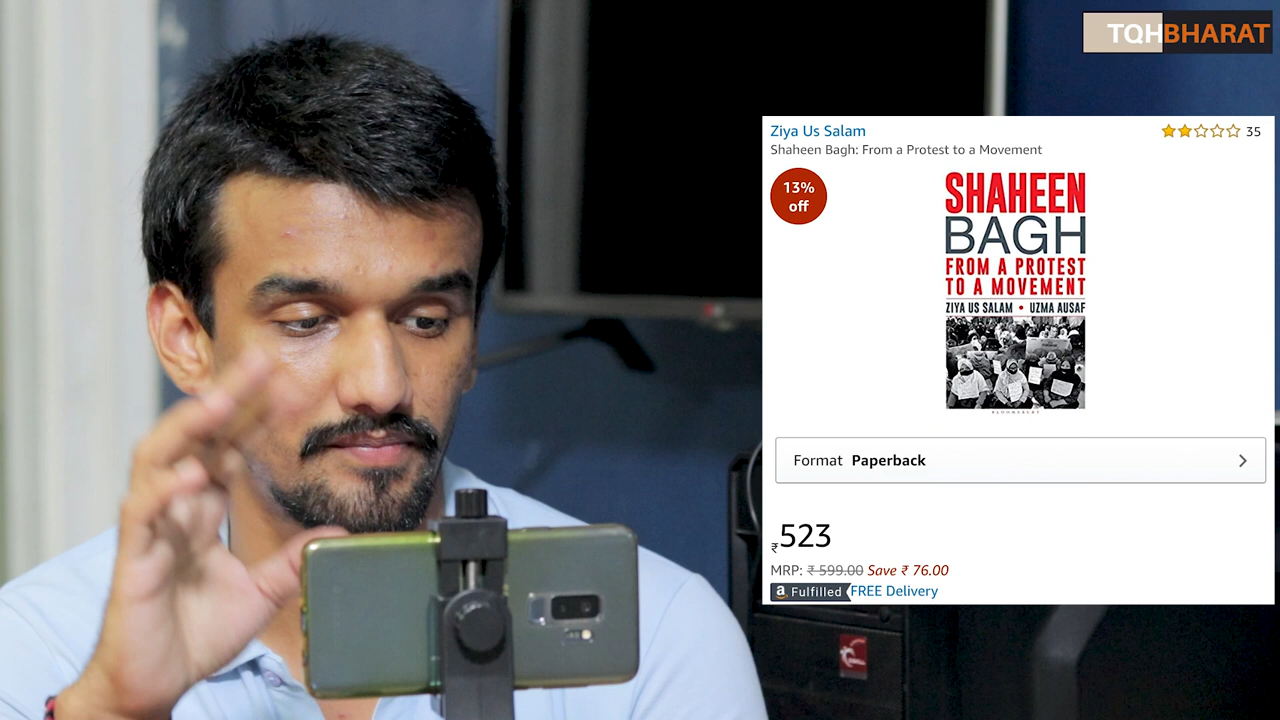 TQHBHARAT
Ziya Us Salam
35
Shaheen Bagh: From a Protest to a Movement
13%
off
SHAHEEN
BAGH
FROM A PROTEST
TO A MOVEMENT
ZIYA US SALAM • UZMA AUSAF
BLOOMSBURY
Format Paperback
₹523
MRP: ₹ 599.00 Save ₹ 76.00
a Fulfilled FREE Delivery